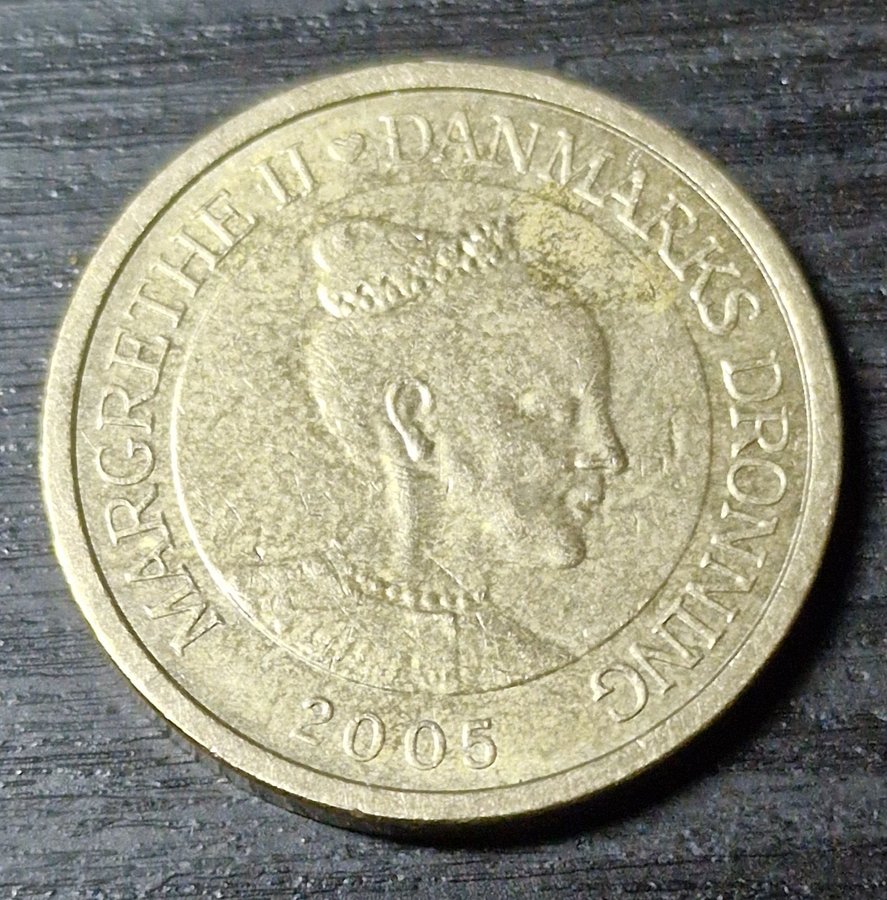 MARGRETHE II ♥ DANMARKS DRONNING
2005